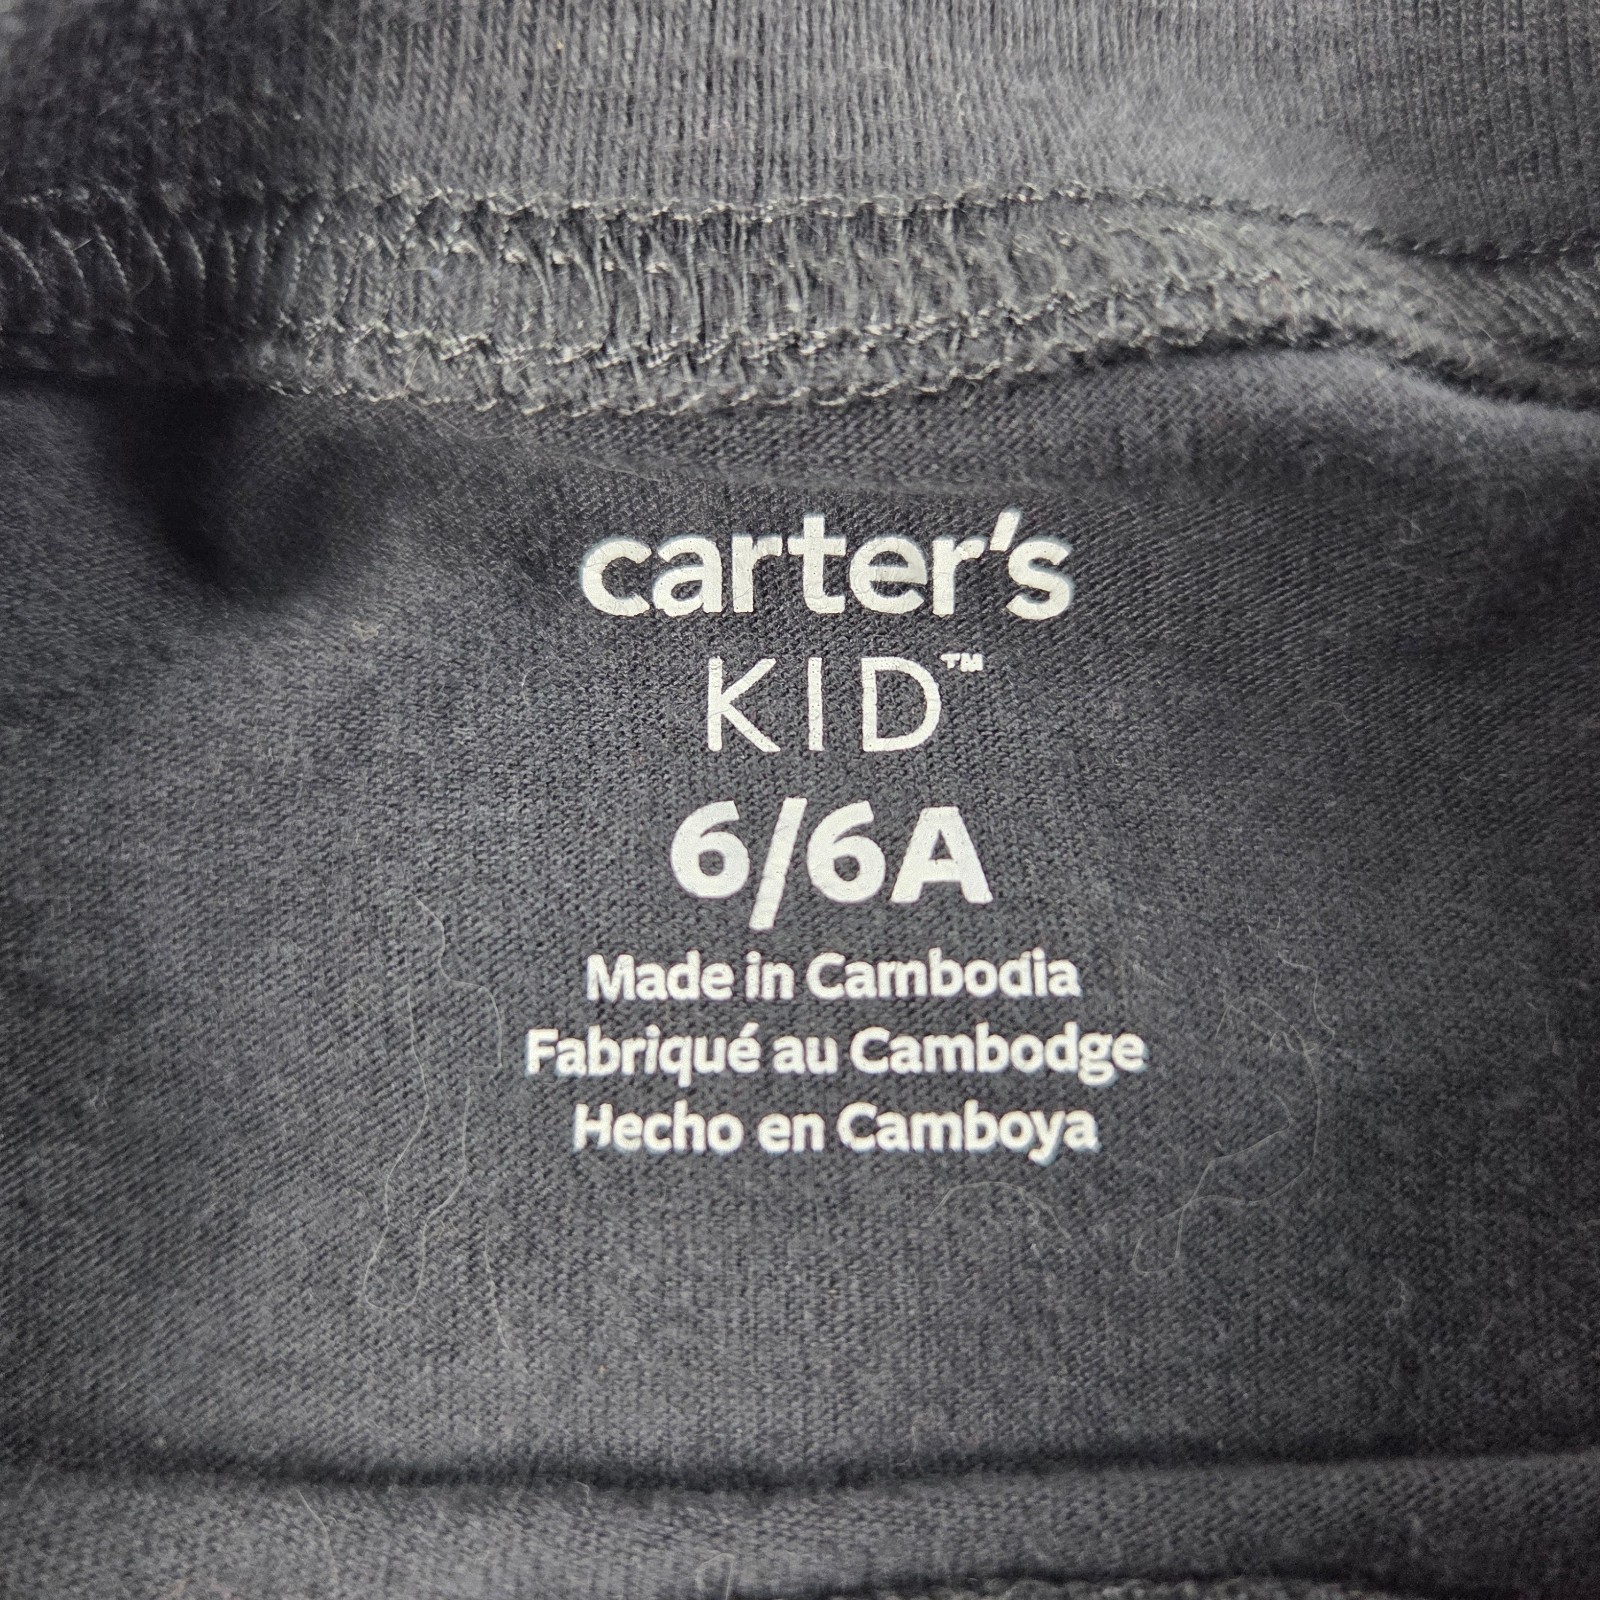 carter's
KID™
6/6A
Made in Cambodia
Fabriqué au Cambodge
Hecho en Camboya